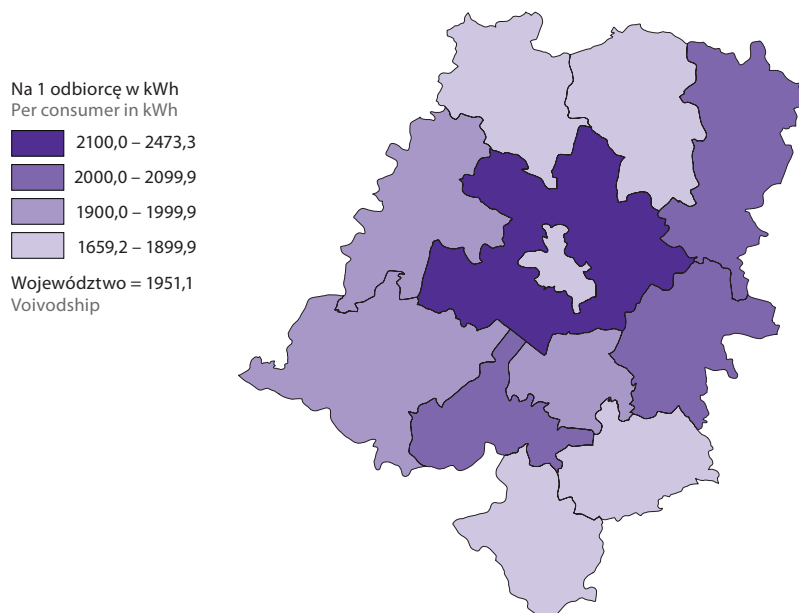 Na 1 odbiorcę w kWh
Per consumer in kWh
2100,0 – 2473,3
2000,0 – 2099,9
1900,0 – 1999,9
1659,2 – 1899,9
Województwo = 1951,1
Voivodship